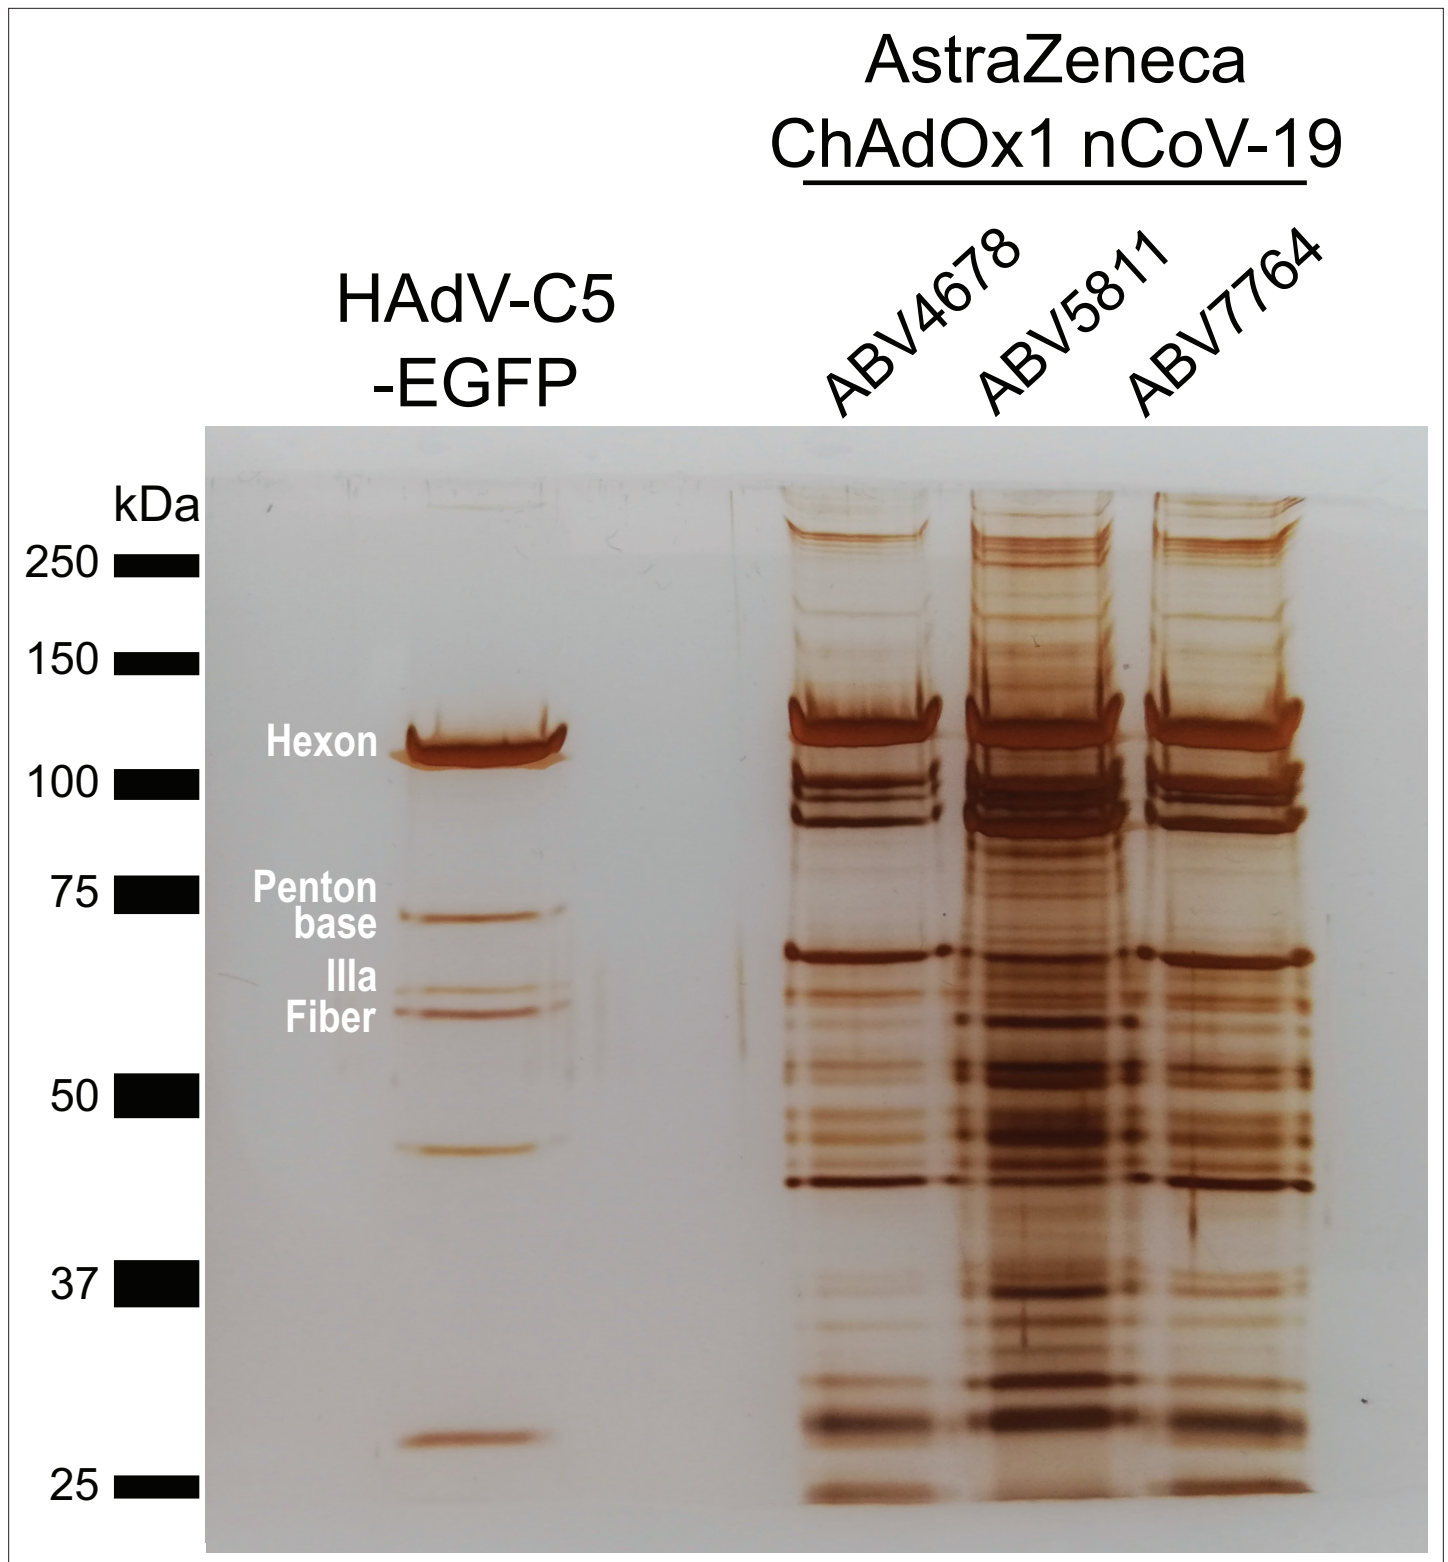 AstraZeneca
ChAdOx1 nCoV-19
ABV4678
ABV5811
ABV7764
HAdV-C5
-EGFP
kDa
250
150
Hexon
100
75
Penton
base
IIIa
Fiber
50
37
25